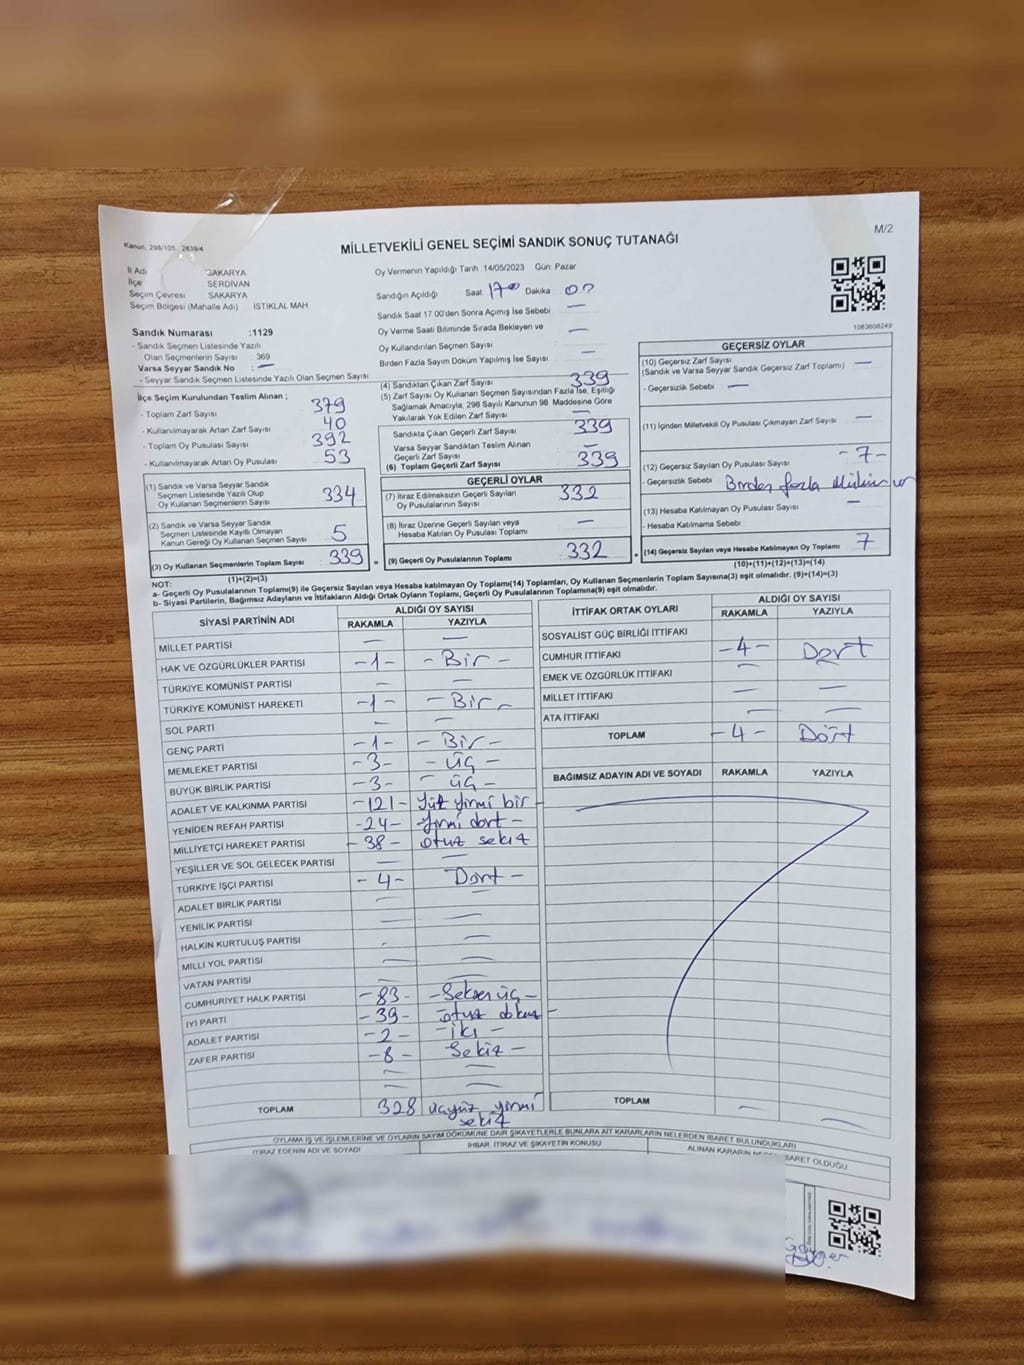 Kanun: 298/105, 2839/4
M/2
MİLLETVEKİLİ GENEL SEÇİMİ SANDIK SONUÇ TUTANAĞI
İl Adı SAKARYA
İlçe SERDİVAN
Seçim Çevresi SAKARYA
Seçim Bölgesi (Mahalle Adı) İSTİKLAL MAH
Sandık Numarası :1129
- Sandık Seçmen Listesinde Yazılı
Olan Seçmenlerin Sayısı 369
Varsa Seyyar Sandık No : —
- Seyyar Sandık Seçmen Listesinde Yazılı Olan Seçmen Sayısı
İlçe Seçim Kurulundan Teslim Alınan ;
- Toplam Zarf Sayısı 379
- Kullanılmayarak Artan Zarf Sayısı 40
- Toplam Oy Pusulası Sayısı 392
- Kullanılmayarak Artan Oy Pusulası 53
(1) Sandık ve Varsa Seyyar Sandık
Seçmen Listesinde Yazılı Olup
Oy Kullanan Seçmenlerin Sayısı 334
(2) Sandık ve Varsa Seyyar Sandık
Seçmen Listesinde Kayıtlı Olmayan
Kanun Gereği Oy Kullanan Seçmen Sayısı 5
(3) Oy Kullanan Seçmenlerin Toplam Sayısı 339
(1)+(2)=(3)
Oy Vermenin Yapıldığı Tarih 14/05/2023 Gün Pazar
Sandığın Açıldığı Saat 17 00 Dakika
Sandık Saat 17 00'den Sonra Açımış İse Sebebi —
Oy Verme Saati Bitiminde Sırada Bekleyen ve
Oy Kullandırılan Seçmen Sayısı —
Birden Fazla Sayım Döküm Yapılmış İse Sayısı —
(4) Sandıktan Çıkan Zarf Sayısı 339
(5) Zarf Sayısı Oy Kullanan Seçmen Sayısından Fazla İse, Eşitliği
Sağlamak Amacıyla, 298 Sayılı Kanunun 98 Maddesine Göre
Yakılarak Yok Edilen Zarf Sayısı —
Sandıkta Çıkan Geçerli Zarf Sayısı 339
Varsa Seyyar Sandıktan Teslim Alınan
Geçerli Zarf Sayısı —
(6) Toplam Geçerli Zarf Sayısı 339
GEÇERLİ OYLAR
(7) İtiraz Edilmeksizin Geçerli Sayılan
Oy Pusulalarının Sayısı 332
(8) İtiraz Üzerine Geçerli Sayılan veya
Hesaba Katılan Oy Pusulası Toplamı —
(9) Geçerli Oy Pusulalarının Toplamı 332
1083608249
GEÇERSİZ OYLAR
(10) Geçersiz Zarf Sayısı —
(Sandık ve Varsa Seyyar Sandık Geçersiz Zarf Toplamı)
- Geçersizlik Sebebi —
(11) İçinden Milletvekili Oy Pusulası Çıkmayan Zarf Sayısı —
(12) Geçersiz Sayılan Oy Pusulası Sayısı - 7 -
- Geçersizlik Sebebi Birden fazla
(13) Hesaba Katılmayan Oy Pusulası Sayısı —
- Hesaba Katılmama Sebebi
(14) Geçersiz Sayılan veya Hesaba Katılmayan Oy Toplamı 7
(10)+(11)+(12)+(13)=(14)
NOT:
a- Geçerli Oy Pusulalarının Toplamı(9) ile Geçersiz Sayılan veya Hesaba katılmayan Oy Toplamı(14) Toplamları, Oy Kullanan Seçmenlerin Toplam Sayısına(3) eşit olmalıdır. (9)+(14)=(3)
b- Siyasi Partilerin, Bağımsız Adayların ve İttifakların Aldığı Ortak Oyların Toplamı, Geçerli Oy Pusulalarının Toplamına(9) eşit olmalıdır.
SİYASİ PARTİNİN ADI ALDIĞI OY SAYISI
RAKAMLA YAZIYLA
MİLLET PARTİSİ — —
HAK VE ÖZGÜRLÜKLER PARTİSİ -1- - Bir -
TÜRKİYE KOMÜNİST PARTİSİ — —
TÜRKİYE KOMÜNİST HAREKETİ -1- - Bir -
SOL PARTİ — —
GENÇ PARTİ -1- - Bir -
MEMLEKET PARTİSİ -3- - üç -
BÜYÜK BİRLİK PARTİSİ -3- - üç -
ADALET VE KALKINMA PARTİSİ -121- Yüz yirmi bir -
YENİDEN REFAH PARTİSİ -24- -yirmi dört -
MİLLİYETÇİ HAREKET PARTİSİ - 38 - otuz sekiz
YEŞİLLER VE SOL GELECEK PARTİSİ — —
TÜRKİYE İŞÇİ PARTİSİ - 4 - Dört -
ADALET BİRLİK PARTİSİ — —
YENİLİK PARTİSİ — —
HALKIN KURTULUŞ PARTİSİ - —
MİLLİ YOL PARTİSİ — —
VATAN PARTİSİ — —
CUMHURİYET HALK PARTİSİ -83- -Seksen üç -
İYİ PARTİ -39- otuz dokuz -
ADALET PARTİSİ - 2 - - iki -
ZAFER PARTİSİ -8- Sekiz -
TOPLAM 328 üçyüz yirmi
sekiz
İTTİFAK ORTAK OYLARI ALDIĞI OY SAYISI
RAKAMLA YAZIYLA
SOSYALİST GÜÇ BİRLİĞİ İTTİFAKI
CUMHUR İTTİFAKI -4- Dört
EMEK VE ÖZGÜRLÜK İTTİFAKI —
MİLLET İTTİFAKI — —
ATA İTTİFAKI — —
TOPLAM -4- Dört
BAĞIMSIZ ADAYIN ADI VE SOYADI RAKAMLA YAZIYLA
TOPLAM — —
OYLAMA İŞ VE İŞLEMLERİNE VE OYLARIN SAYIM DÖKÜMÜNE DAİR ŞİKAYETLERLE BUNLARA AİT KARARLARIN NELERDEN İBARET BULUNDUKLARI
İTİRAZ EDENİN ADI VE SOYADI İHBAR, İTİRAZ VE ŞİKAYETİN KONUSU ALINAN KARARIN İBARET OLDUĞU